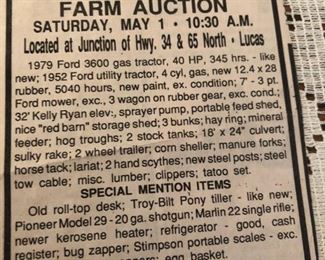 FARM AUCTION
SATURDAY, MAY 1 • 10:30 A.M.
Located at Junction of Hwy. 34 & 65 North - Lucas
1979 Ford 3600 gas tractor, 40 HP, 345 hrs. - like
new; 1952 Ford utility tractor, 4 cyl, gas, new 12.4 x 28
rubber, 5040 hours, new paint, ex. condition; 7' - 3 pt.
Ford mower, exc., 3 wagon on rubber gear, exc. cond.;
32' Kelly Ryan elev., sprayer pump, portable feed shed,
nice "red barn" storage shed; 3 bunks; hay ring; mineral
feeder; hog troughs; 2 stock tanks; 18' x 24" culvert;
sulky rake; 2 wheel trailer; corn sheller; manure forks;
horse tack; lariat; 2 hand scythes; new steel posts; steel
tow cable; misc. lumber; clippers; tatoo set.
SPECIAL MENTION ITEMS
Old roll-top desk; Troy-Bilt Pony tiller - like new;
Pioneer Model 29 - 20 ga. shotgun; Marlin 22 single rifle;
newer kerosene heater; refrigerator - good, cash
register; bug zapper; Stimpson portable scales - exc.
egg basket.